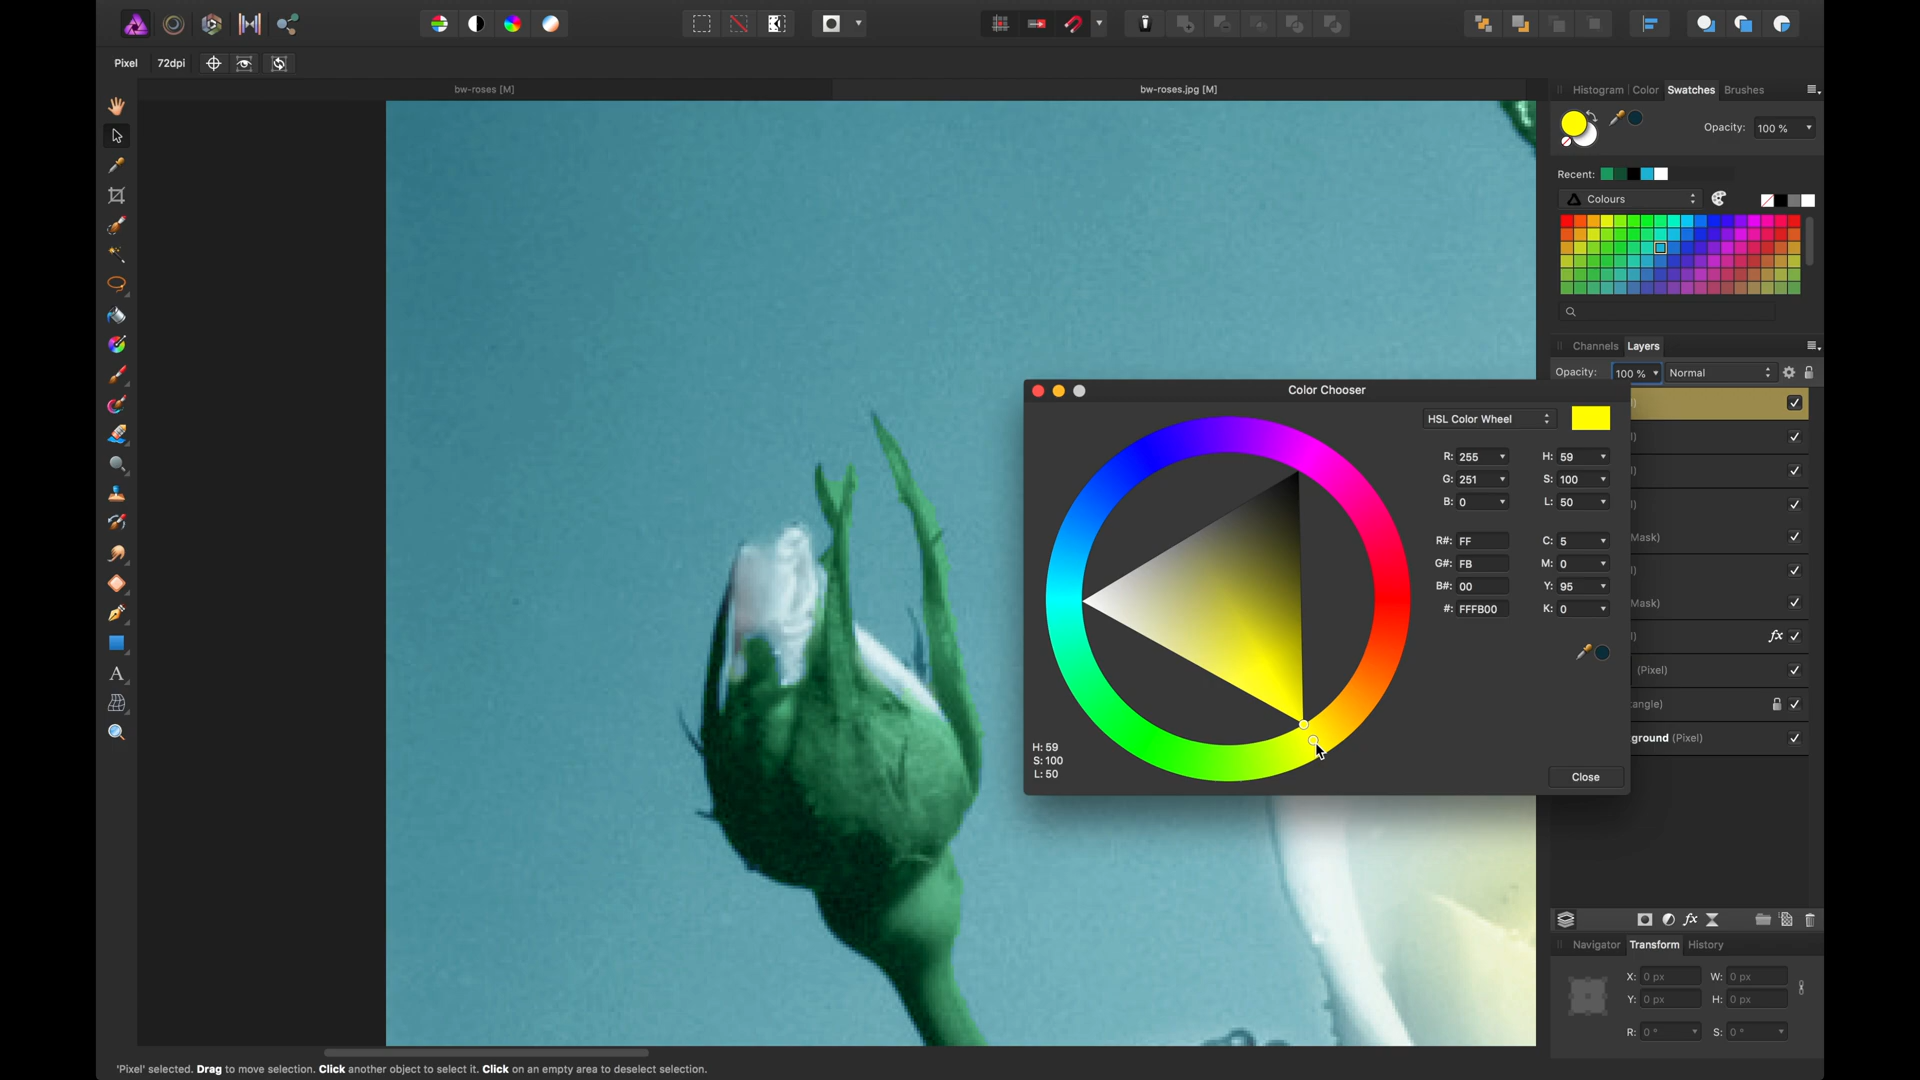 Pixel 72dpi
bw-roses [M]
bw-roses.jpg [M]
Histogram Color Swatches Brushes
Opacity: 100 %
Recent:
Colours
Channels Layers
Opacity: 100 % Normal
Color Chooser
HSL Color Wheel
R: 255 H: 59
G: 251 S: 100
B: 0 L: 50
R#: FF C: 5
G#: FB M: 0
B#: 00 Y: 95
#: FFFB00 K: 0
H: 59
S: 100
L: 50
Close
Mask)
Mask)
fx
(Pixel)
tangle)
ground (Pixel)
fx
Navigator Transform History
X: 0 px W: 0 px
Y: 0 px H: 0 px
R: 0 ° S: 0 °
A
'Pixel' selected. Drag to move selection. Click another object to select it. Click on an empty area to deselect selection.